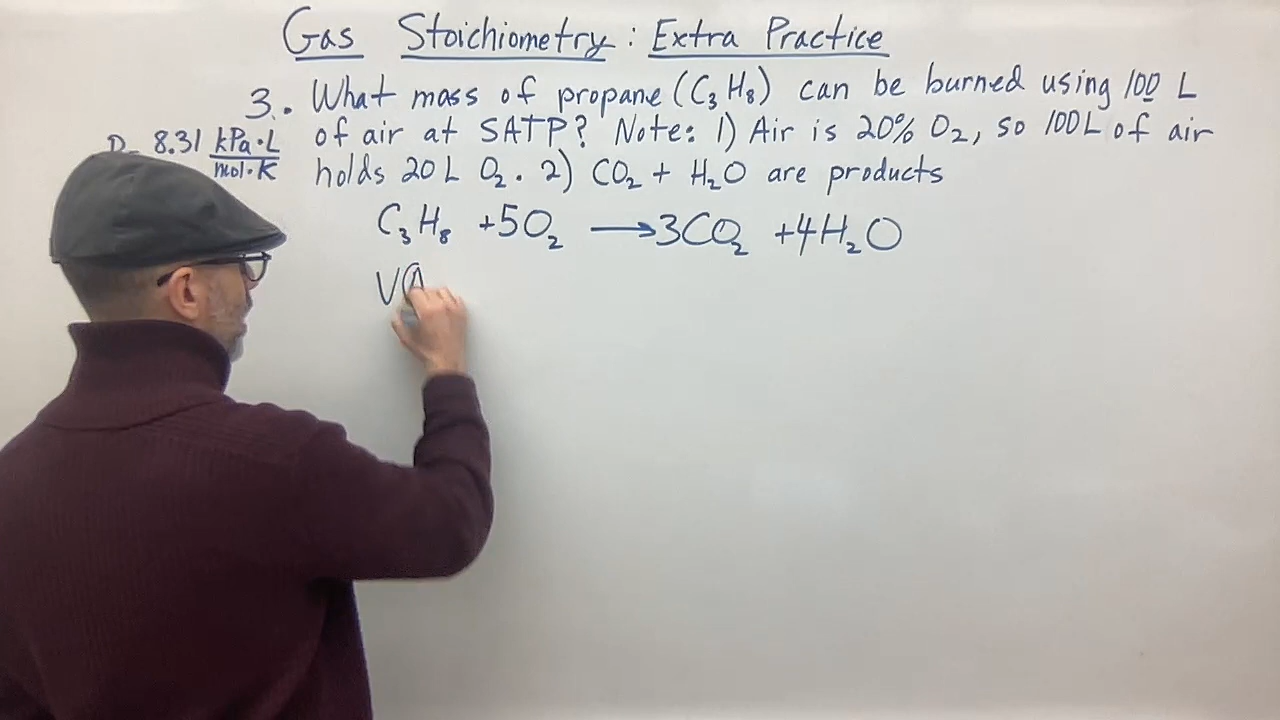 Gas Stoichiometry: Extra Practice
3. What mass of propane (C₃H₈) can be burned using 100 L
of air at SATP? Note: 1) Air is 20% O₂, so 100L of air
holds 20 L O₂. 2) CO₂ + H₂O are products
8.31 kPa·L
mol·K
C₃H₈ + 5O₂ ⟶ 3CO₂ + 4H₂O
V